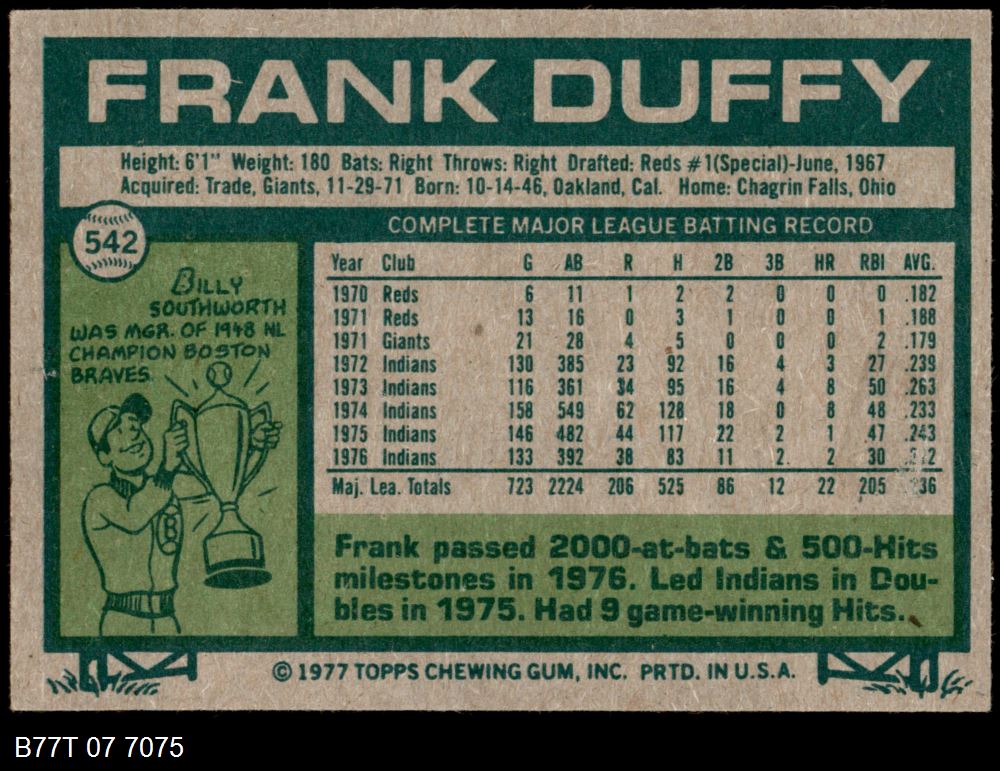 FRANK DUFFY
Height: 6'1" Weight: 180 Bats: Right Throws: Right Drafted: Reds #1(Special)-June, 1967
Acquired: Trade, Giants, 11-29-71 Born: 10-14-46, Oakland, Cal. Home: Chagrin Falls, Ohio
542
COMPLETE MAJOR LEAGUE BATTING RECORD
BILLY
SOUTHWORTH
WAS MGR. OF 1948 NL
CHAMPION BOSTON
BRAVES
B
Year Club G AB R H 2B 3B HR RBI AVG.
1970 Reds 6 11 1 2 2 0 0 0 .182
1971 Reds 13 16 0 3 1 0 0 1 .188
1971 Giants 21 28 4 5 0 0 0 2 .179
1972 Indians 130 385 23 92 16 4 3 27 .239
1973 Indians 116 361 34 95 16 4 8 50 .263
1974 Indians 158 549 62 128 18 0 8 48 .233
1975 Indians 146 482 44 117 22 2 1 47 .243
1976 Indians 133 392 38 83 11 2 2 30
Maj. Lea. Totals 723 2224 206 525 86 12 22 205
Frank passed 2000-at-bats & 500-Hits
milestones in 1976. Led Indians in Dou-
bles in 1975. Had 9 game-winning Hits.
© 1977 TOPPS CHEWING GUM, INC. PRTD. IN U.S.A.
B77T 07 7075